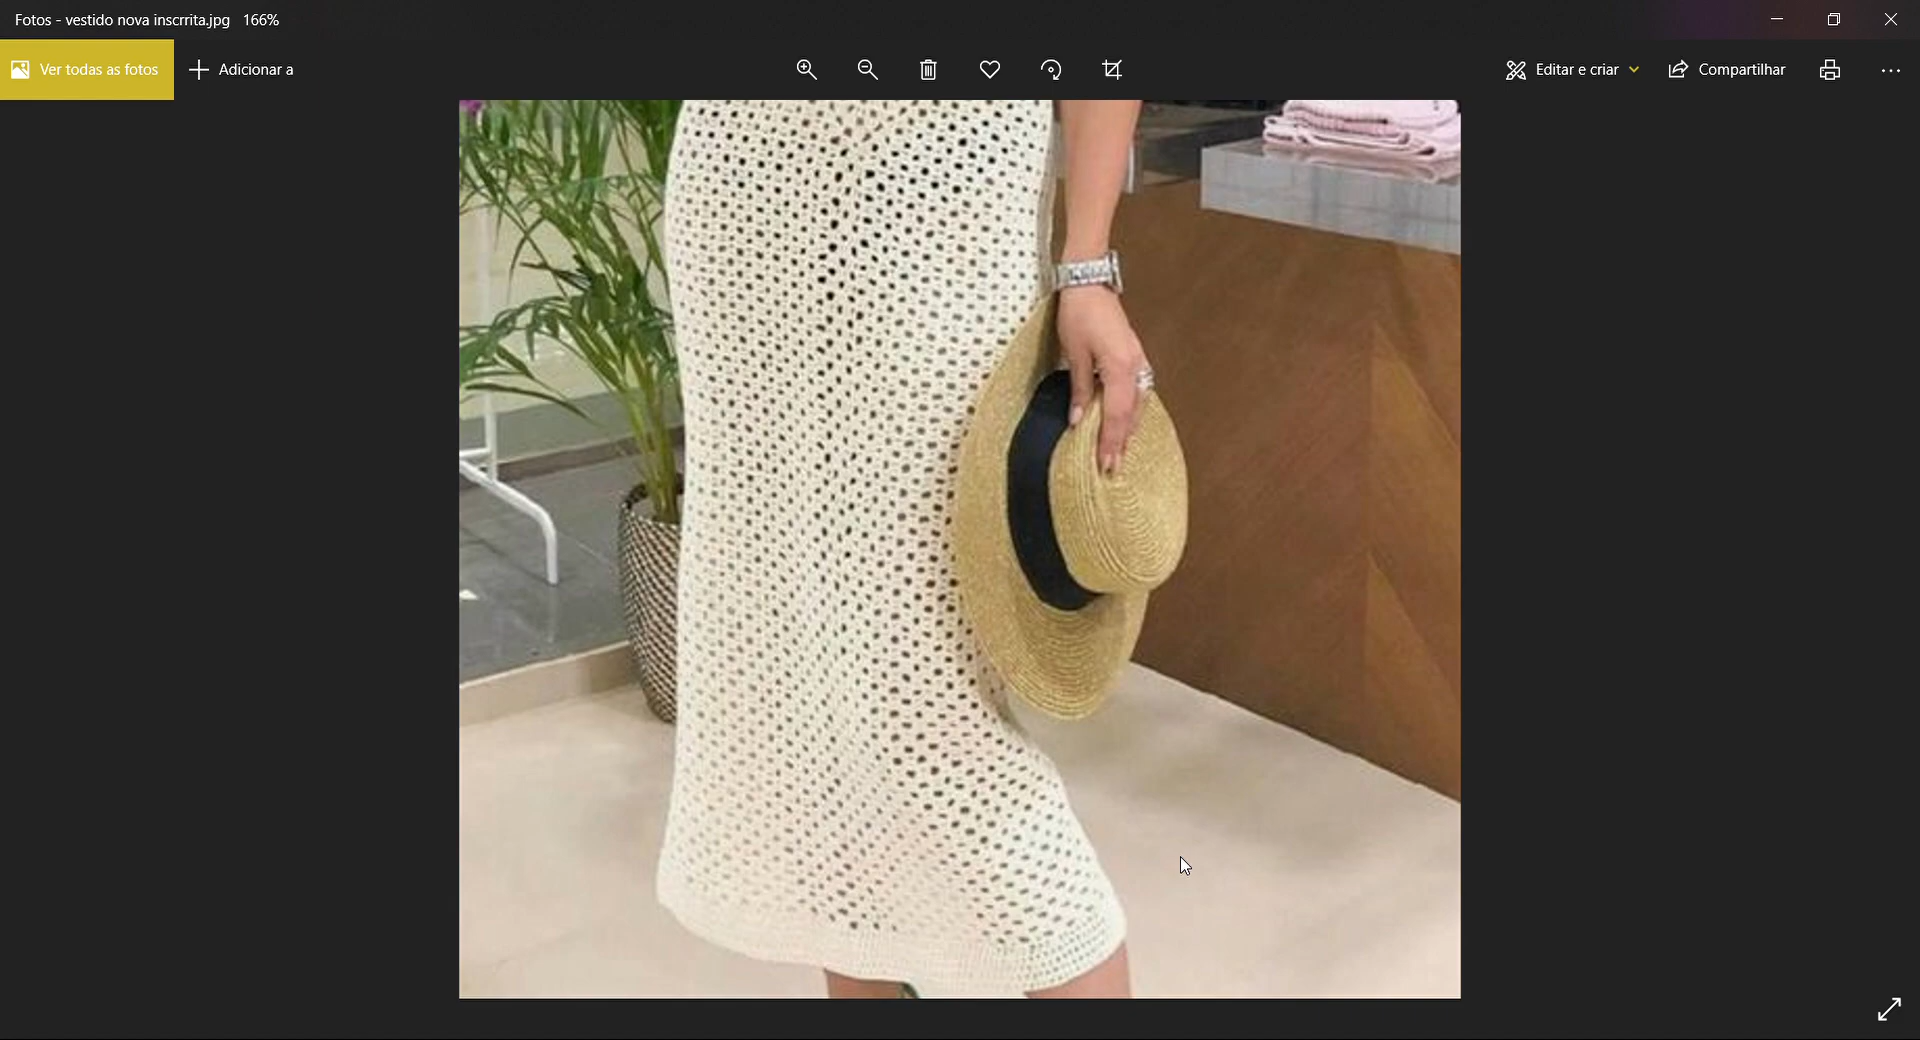 Fotos - vestido nova inscrrita.jpg 166%
Ver todas as fotos
Adicionar a
Editar e criar
Compartilhar